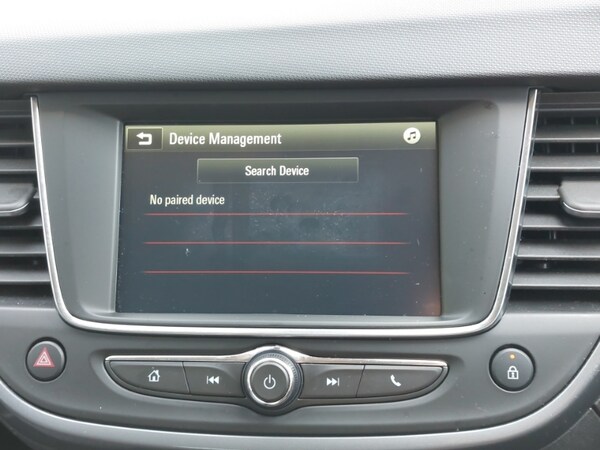 Device Management
Search Device
No paired device